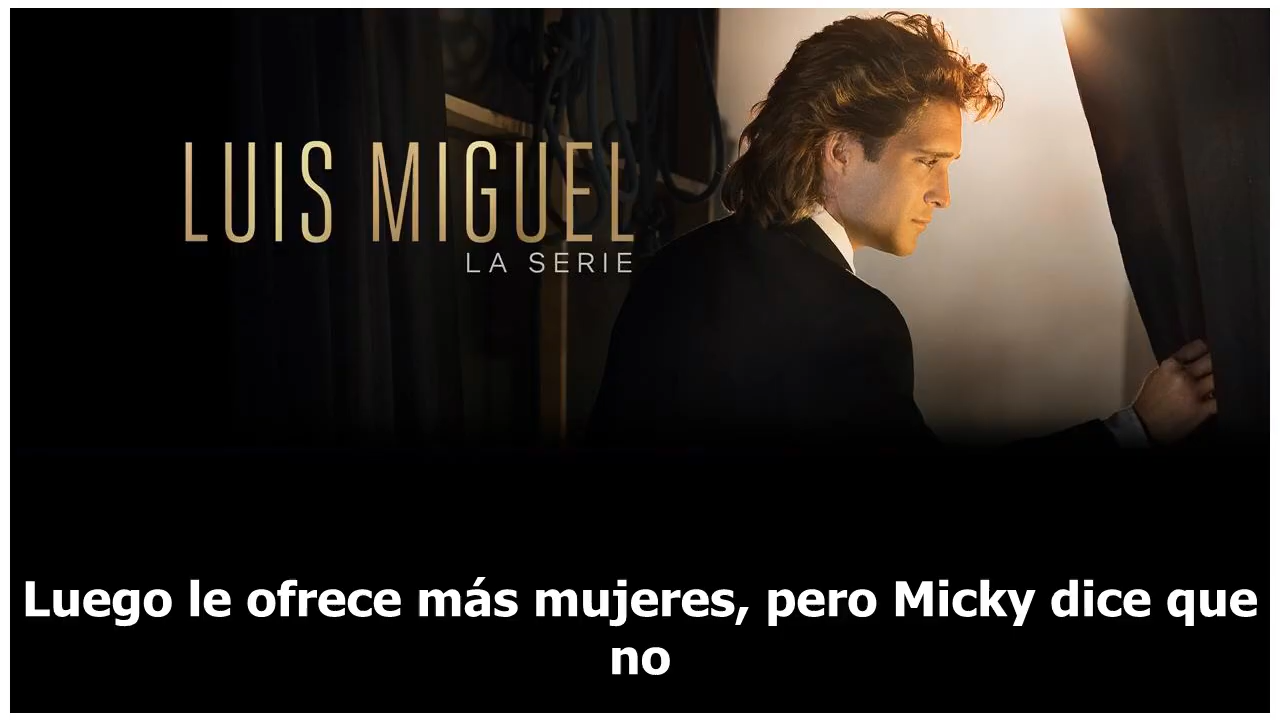 LUIS MIGUEL
LA SERIE
Luego le ofrece más mujeres, pero Micky dice que
no